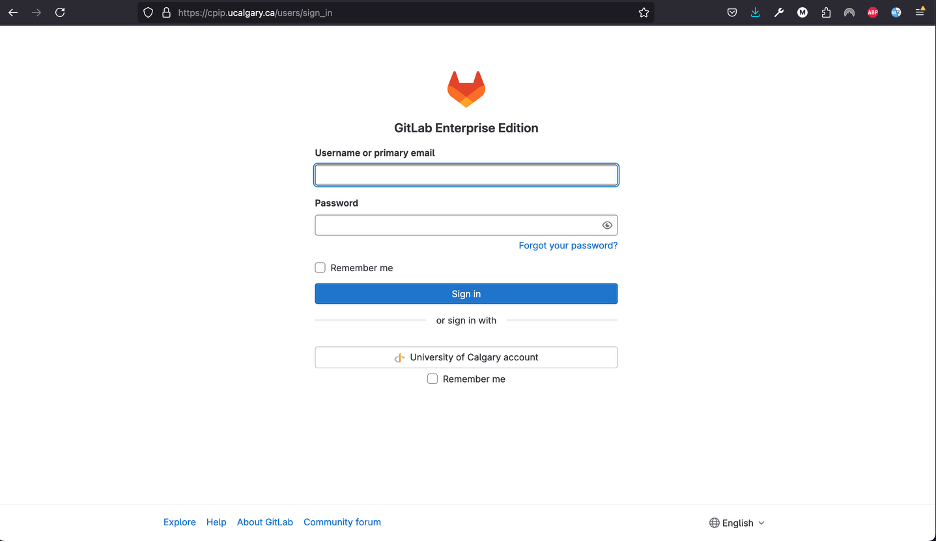 https://cpip.ucalgary.ca/users/sign_in
M
ABP
GitLab Enterprise Edition
Username or primary email
Password
Forgot your password?
Remember me
Sign in
or sign in with
University of Calgary account
Remember me
Explore Help About GitLab Community forum
English